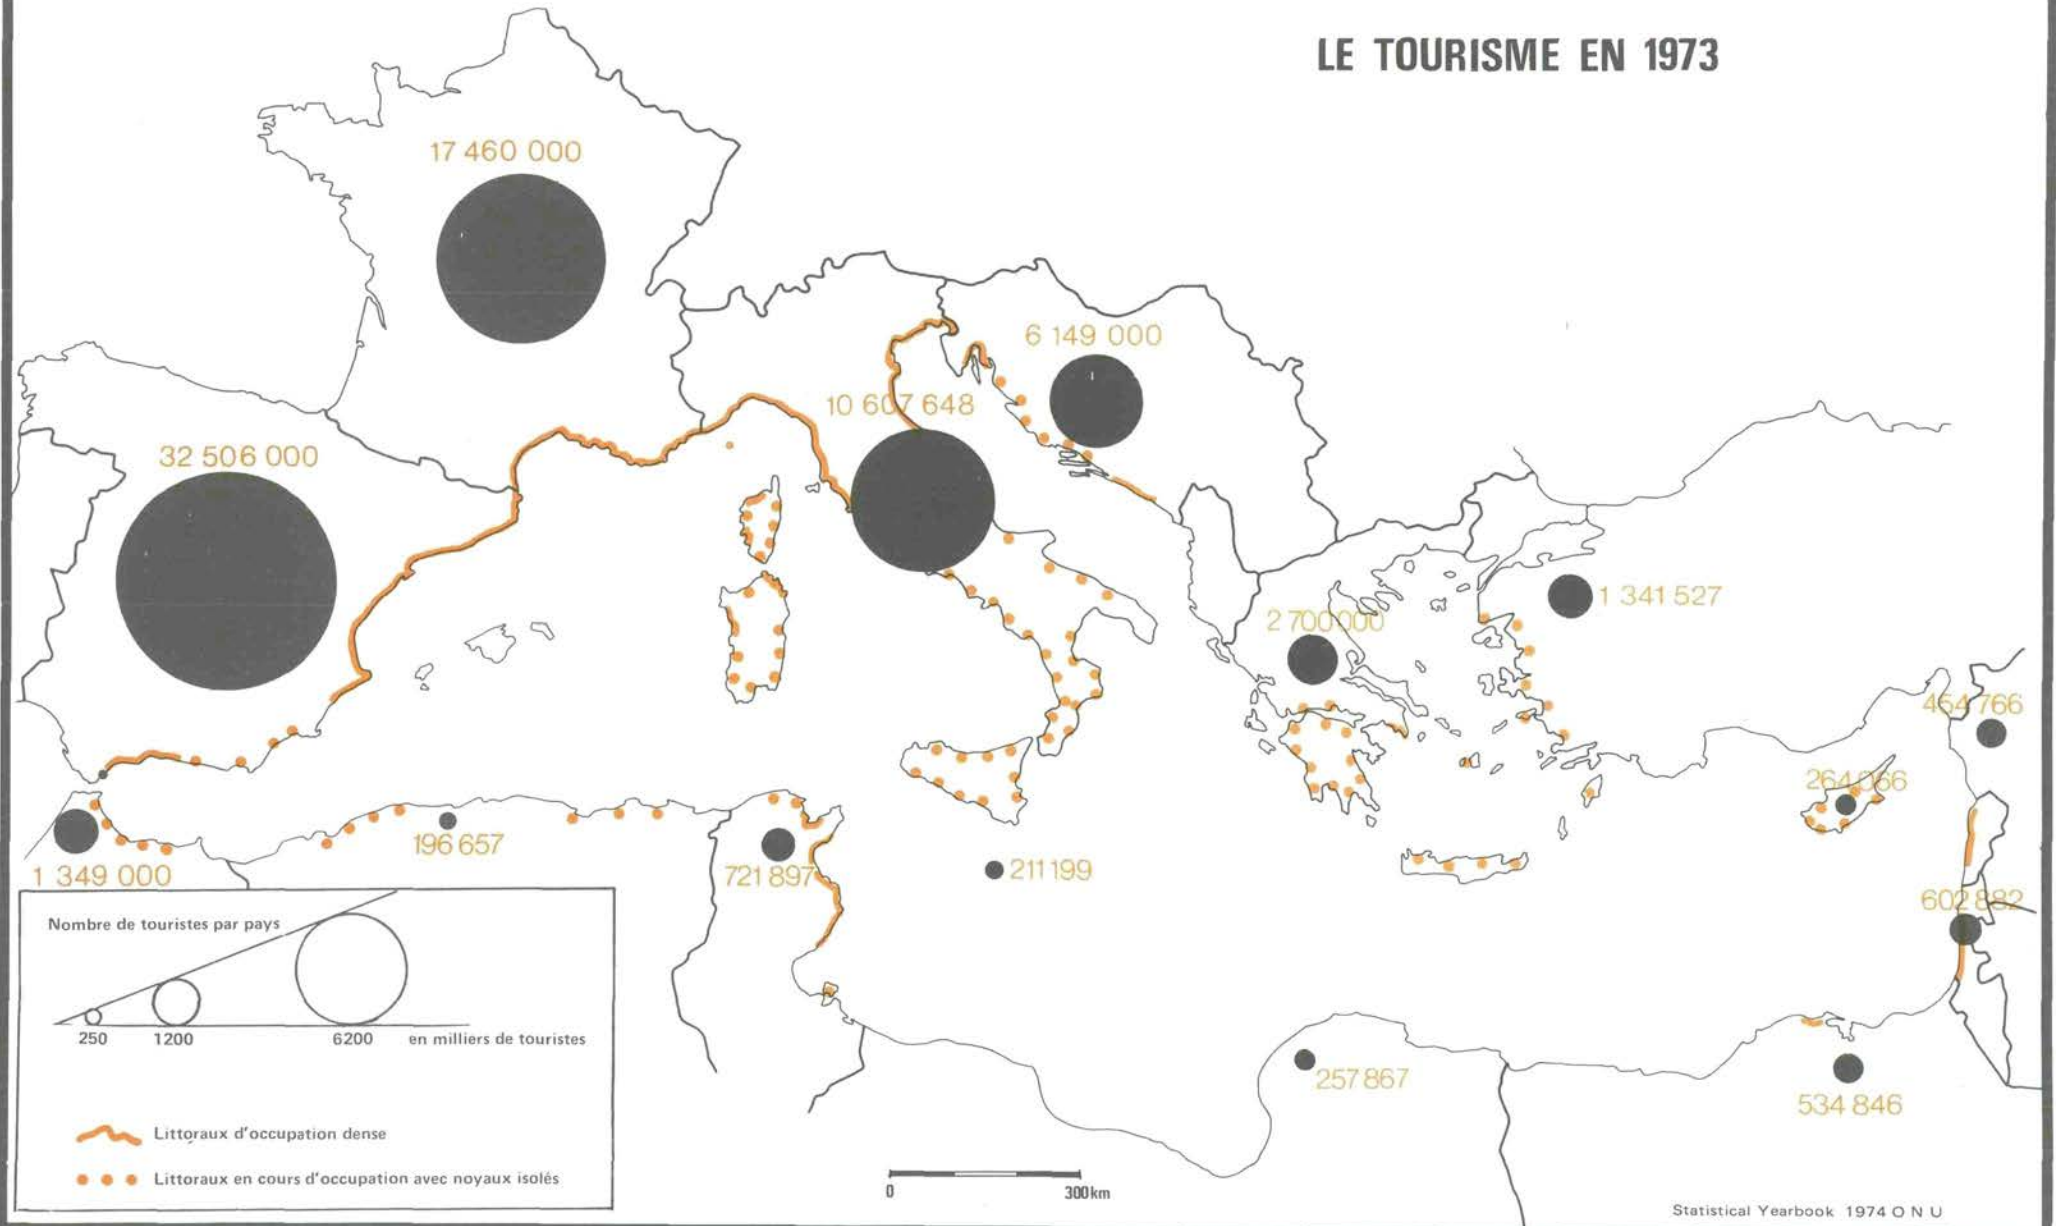 LE TOURISME EN 1973
17 460 000
6 149 000
10 607 648
32 506 000
1 341 527
2 700 000
454 766
264 066
196 657
1 349 000
721 897
211 199
602 882
257 867
534 846
Nombre de touristes par pays
250
1200
6200
en milliers de touristes
Littoraux d'occupation dense
Littoraux en cours d'occupation avec noyaux isolés
0
300km
Statistical Yearbook 1974 O N U